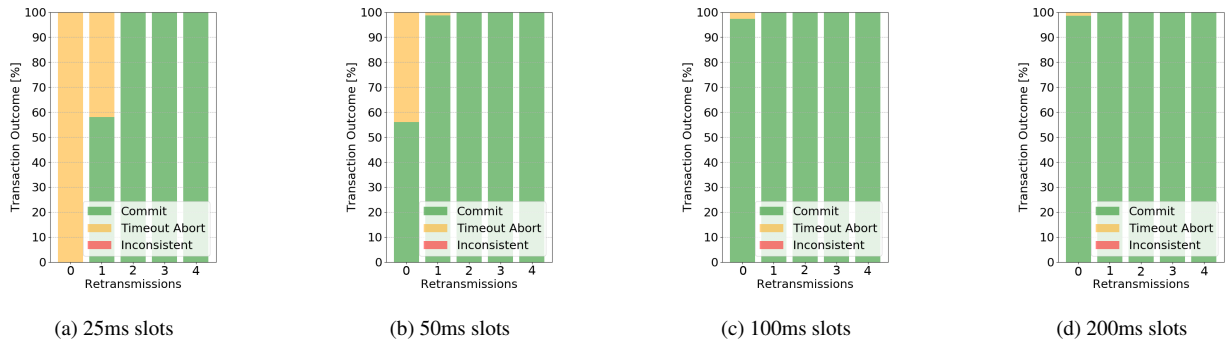 Transaction Outcome [%]
100
90
80
70
60
50
40
30
20
10
0
Commit
Timeout Abort
Inconsistent
0 1 2 3 4
Retransmissions
(a) 25ms slots
Transaction Outcome [%]
100
90
80
70
60
50
40
30
20
10
0
Commit
Timeout Abort
Inconsistent
0 1 2 3 4
Retransmissions
(b) 50ms slots
Transaction Outcome [%]
100
90
80
70
60
50
40
30
20
10
0
Commit
Timeout Abort
Inconsistent
0 1 2 3 4
Retransmissions
(c) 100ms slots
Transaction Outcome [%]
100
90
80
70
60
50
40
30
20
10
0
Commit
Timeout Abort
Inconsistent
0 1 2 3 4
Retransmissions
(d) 200ms slots